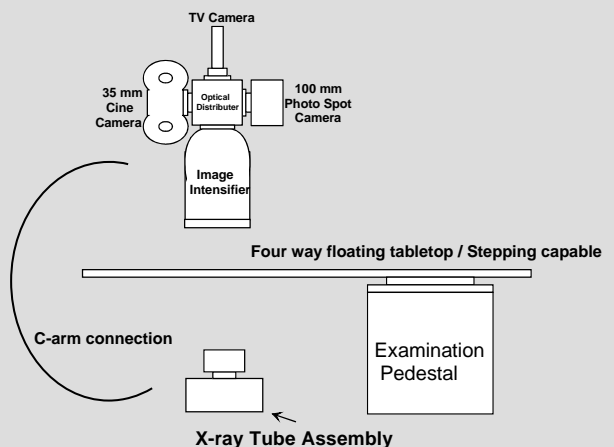 TV Camera
35 mm
Cine
Camera
Optical
Distributer
100 mm
Photo Spot
Camera
Image
Intensifier
Four way floating tabletop / Stepping capable
C-arm connection
Examination
Pedestal
X-ray Tube Assembly